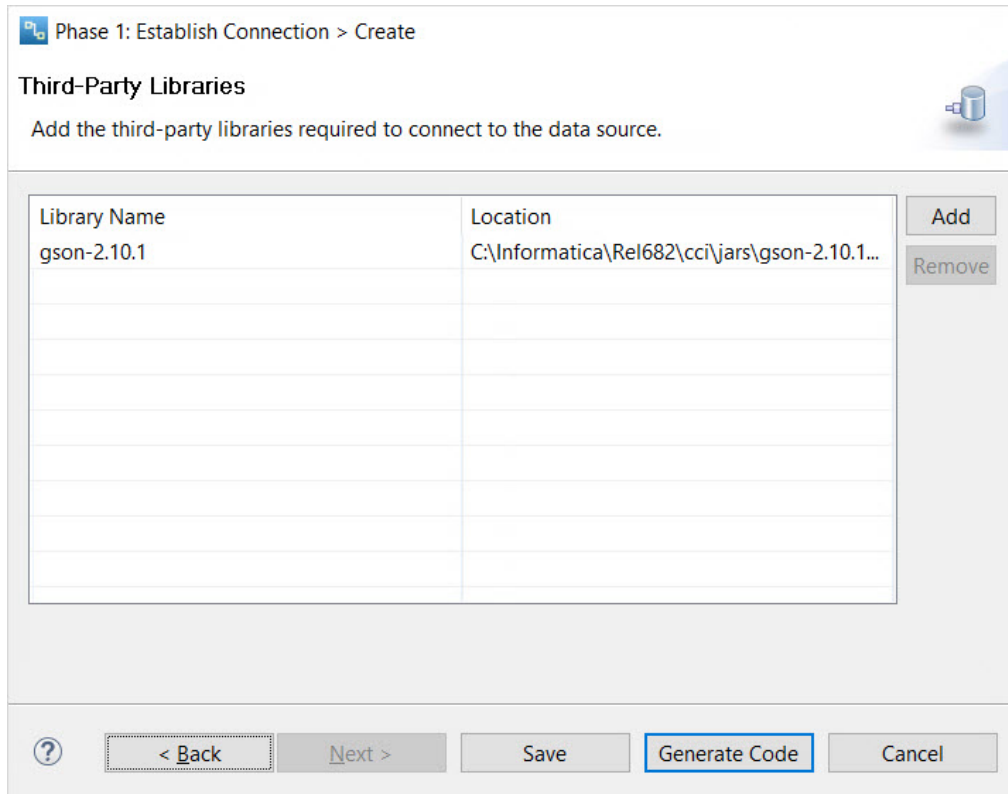 Phase 1: Establish Connection > Create
Third-Party Libraries
Add the third-party libraries required to connect to the data source.
Library Name Location Add
gson-2.10.1 C:\Informatica\Rel682\cci\jars\gson-2.10.1...
Remove
? < Back Next > Save Generate Code Cancel